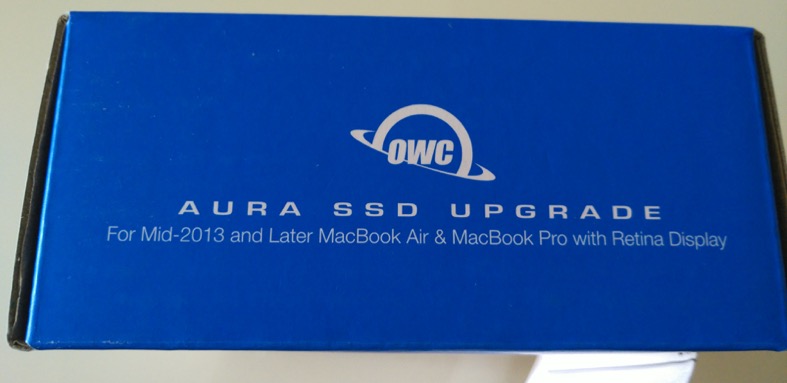 OWC
AURA SSD UPGRADE
For Mid-2013 and Later MacBook Air & MacBook Pro with Retina Display